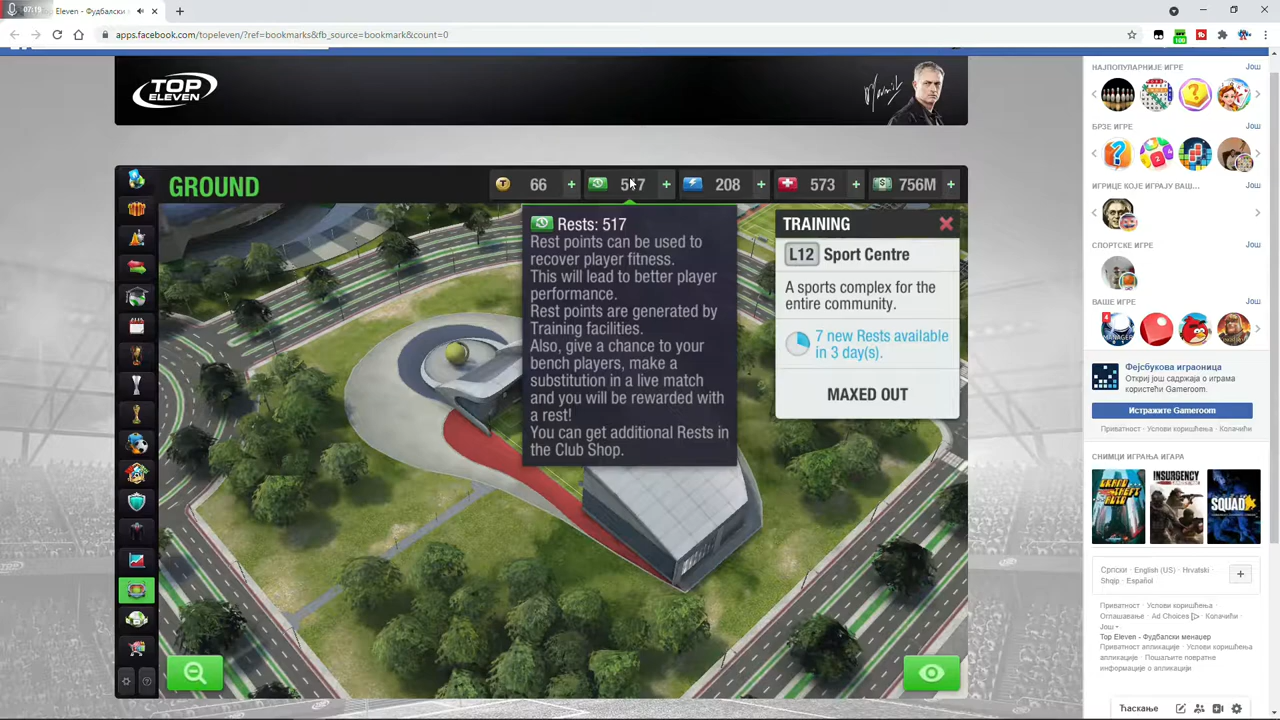 07:19
Top Eleven - Фудбалски
apps.facebook.com/topeleven/?ref=bookmarks&fb_source=bookmark&count=0
100
TOP
ELEVEN
GROUND
T 66 +
+
208 +
573 +
756M +
Rests: 517
Rest points can be used to
recover player fitness.
This will lead to better player
performance.
Rest points are generated by
Training facilities.
Also, give a chance to your
bench players, make a
substitution in a live match
and you will be rewarded with
a rest!
You can get additional Rests in
the Club Shop.
TRAINING
L12 Sport Centre
A sports complex for the
entire community.
7 new Rests available
in 3 day(s).
MAXED OUT
НАЈПОПУЛАРНИЈЕ ИГРЕ
Још
БРЗЕ ИГРЕ
Још
ИГРИЦЕ КОЈЕ ИГРАЈУ ВАШ...
Још
СПОРТСКЕ ИГРЕ
Још
ВАШЕ ИГРЕ
Још
4
MANAGER
Фејсбукова играоница
Откриј још садржаја о играма
користећи Gameroom.
Истражите Gameroom
Приватност · Услови коришћења · Колачићи
СНИМЦИ ИГРАЊА ИГАРА
GRAND
THEFT
AUTO
INSURGENCY
SQUAD
Српски · English (US) · Hrvatski ·
Shqip · Español
+
Приватност · Услови коришћења ·
Оглашавање · Ad Choices · Колачићи ·
Још
Top Eleven - Фудбалски менаџер
Приватност апликације · Услови коришћења
апликације · Пошаљите повратне
информације о апликацији
Ћаскање